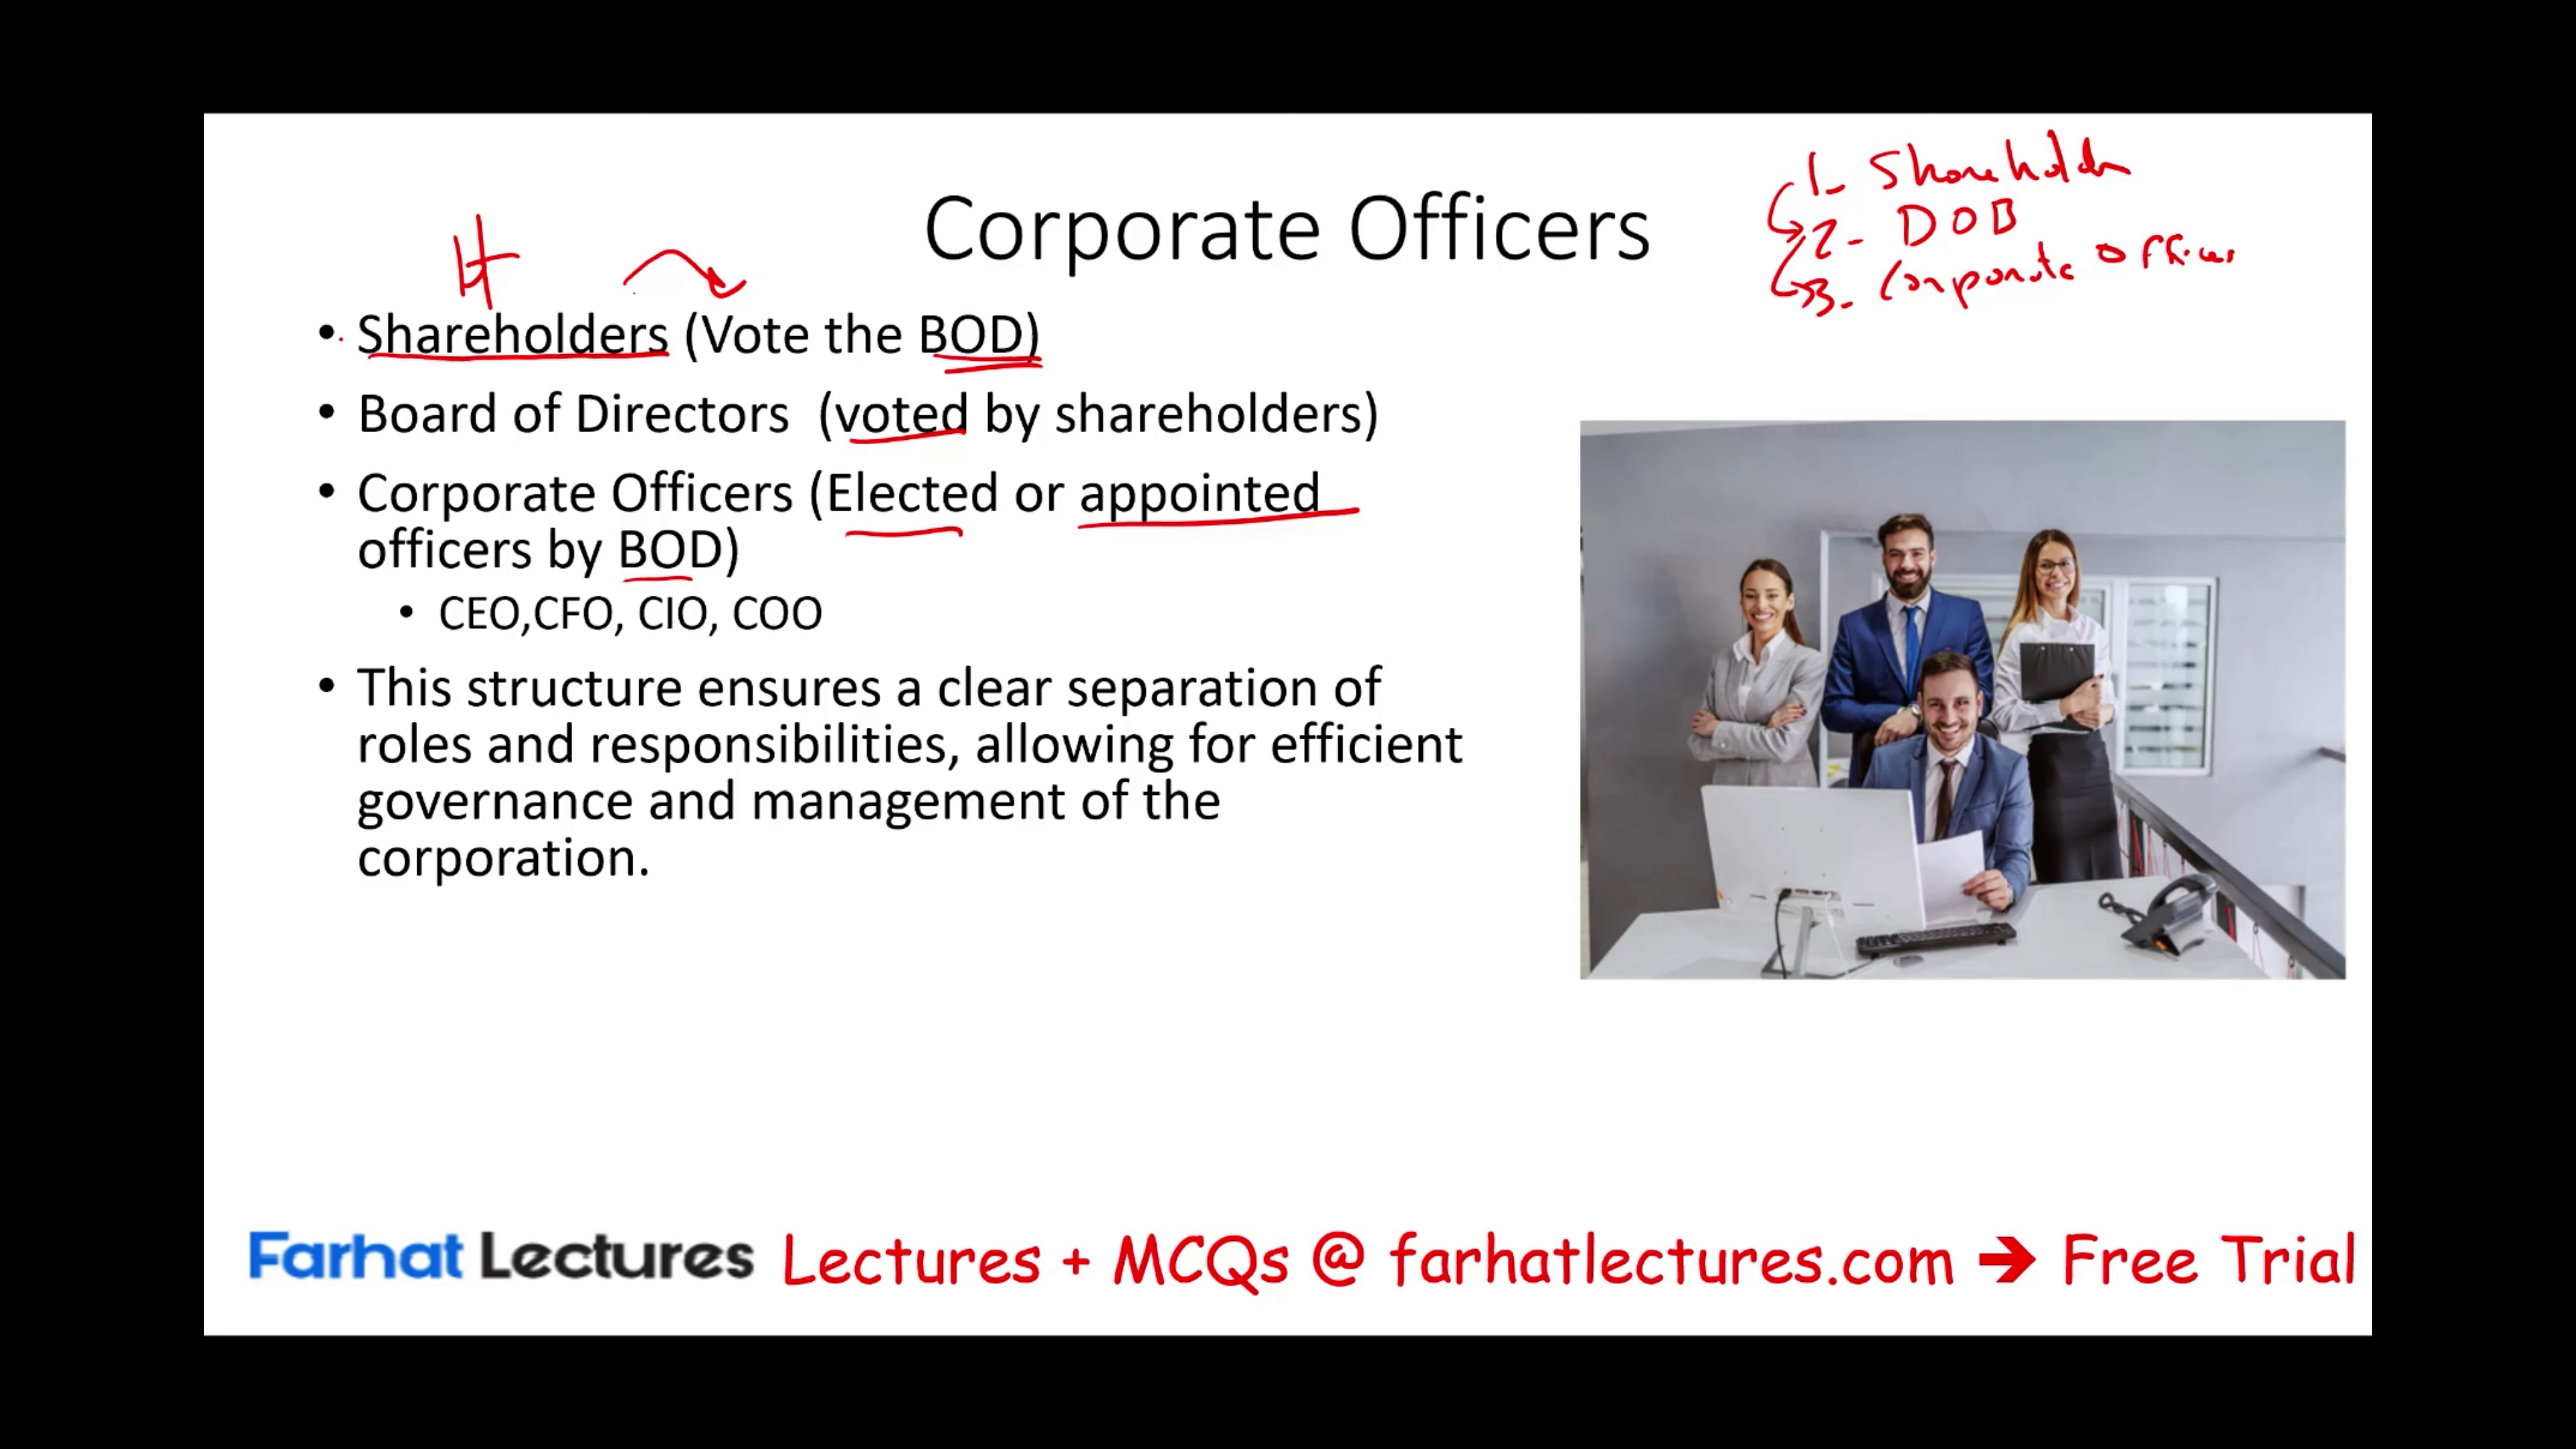 Corporate Officers
1- Shareholder
2- DOB
3- Corporate Officer
• Shareholders (Vote the BOD)
• Board of Directors (voted by shareholders)
• Corporate Officers (Elected or appointed
officers by BOD)
• CEO,CFO, CIO, COO
• This structure ensures a clear separation of
roles and responsibilities, allowing for efficient
governance and management of the
corporation.
Farhat Lectures Lectures + MCQs @ farhatlectures.com ➔ Free Trial